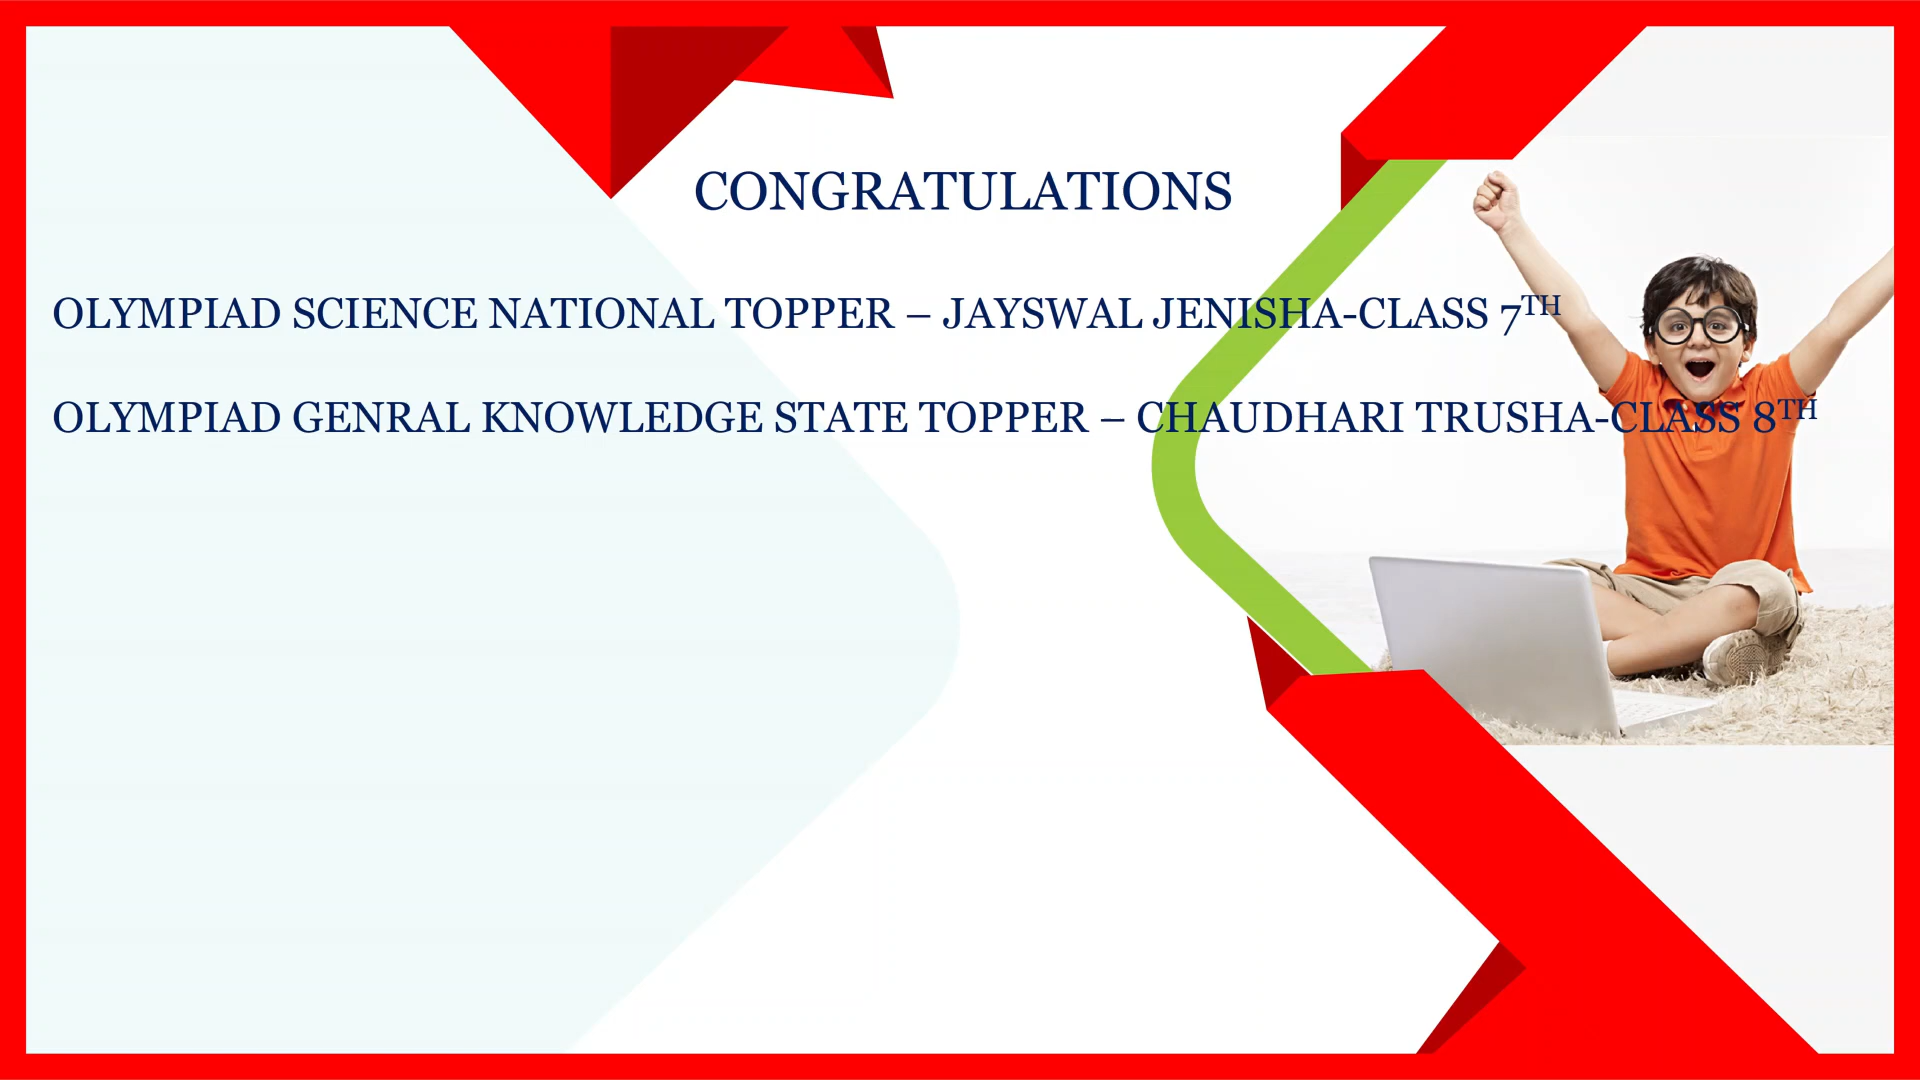 CONGRATULATIONS
OLYMPIAD SCIENCE NATIONAL TOPPER – JAYSWAL JENISHA-CLASS 7TH
OLYMPIAD GENRAL KNOWLEDGE STATE TOPPER – CHAUDHARI TRUSHA-CLASS 8TH